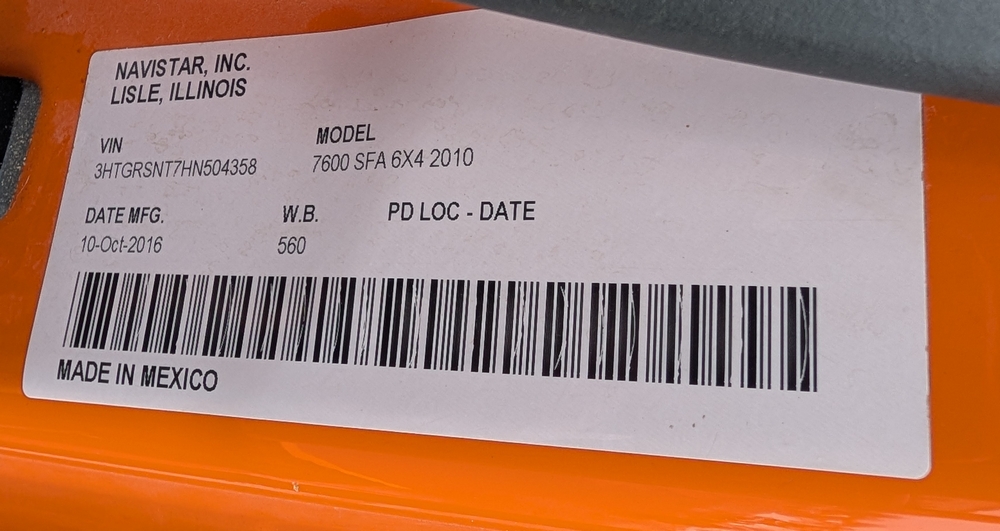 NAVISTAR, INC.
LISLE, ILLINOIS
VIN MODEL
3HTGRSNT7HN504358 7600 SFA 6X4 2010
DATE MFG. W.B. PD LOC - DATE
10-Oct-2016 560
MADE IN MEXICO